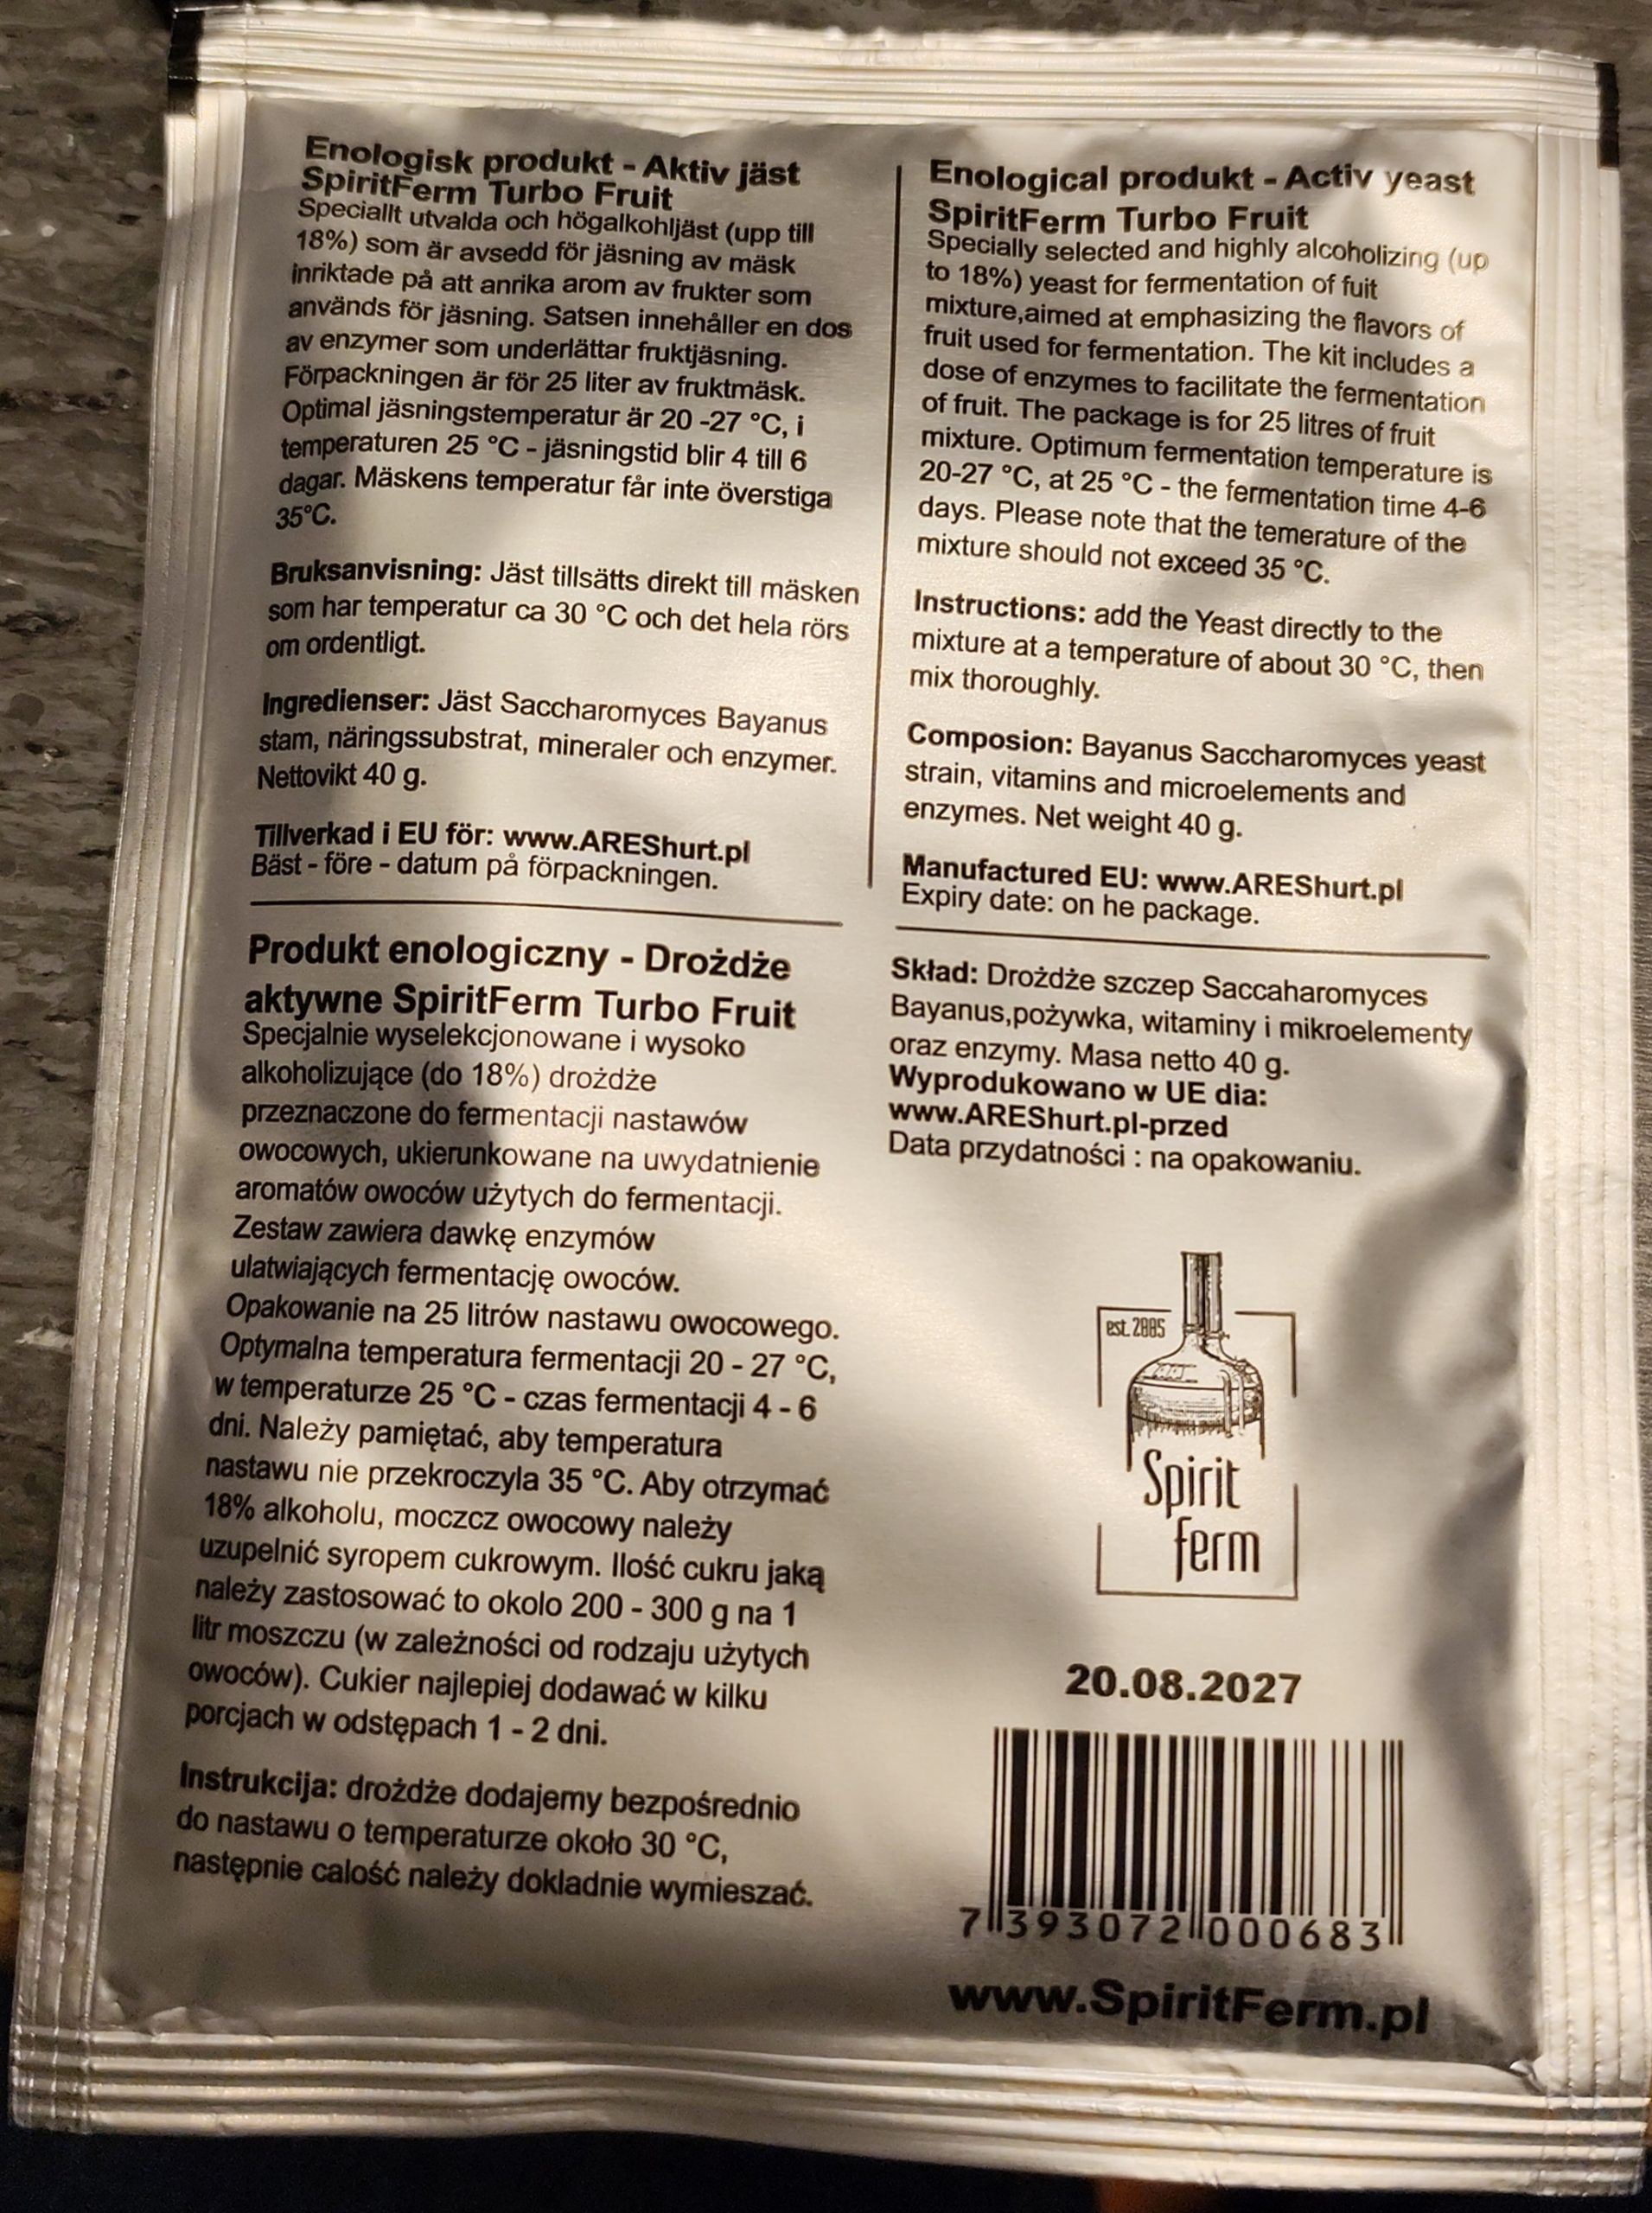 Enologisk produkt - Aktiv jäst
SpiritFerm Turbo Fruit
Speciallt utvalda och högalkohljäst (upp till
18%) som är avsedd för jäsning av mäsk
inriktade på att anrika arom av frukter som
används för jäsning. Satsen innehåller en dos
av enzymer som underlättar fruktjäsning.
Förpackningen är för 25 liter av fruktmäsk.
Optimal jäsningstemperatur är 20 -27 °C, i
temperaturen 25 °C - jäsningstid blir 4 till 6
dagar. Mäskens temperatur får inte överstiga
35°C.
Bruksanvisning: Jäst tillsätts direkt till mäsken
som har temperatur ca 30 °C och det hela rörs
om ordentligt.
Ingredienser: Jäst Saccharomyces Bayanus
stam, näringssubstrat, mineraler och enzymer.
Nettovikt 40 g.
Tillverkad i EU för: www.AREShurt.pl
Bäst - före - datum på förpackningen.
Enological produkt - Activ yeast
SpiritFerm Turbo Fruit
Specially selected and highly alcoholizing (up
to 18%) yeast for fermentation of fuit
mixture,aimed at emphasizing the flavors of
fruit used for fermentation. The kit includes a
dose of enzymes to facilitate the fermentation
of fruit. The package is for 25 litres of fruit
mixture. Optimum fermentation temperature is
20-27 °C, at 25 °C - the fermentation time 4-6
days. Please note that the temerature of the
mixture should not exceed 35 °C.
Instructions: add the Yeast directly to the
mixture at a temperature of about 30 °C, then
mix thoroughly.
Composion: Bayanus Saccharomyces yeast
strain, vitamins and microelements and
enzymes. Net weight 40 g.
Manufactured EU: www.AREShurt.pl
Expiry date: on he package.
Produkt enologiczny - Drożdże
aktywne SpiritFerm Turbo Fruit
Specjalnie wyselekcjonowane i wysoko
alkoholizujące (do 18%) drożdże
przeznaczone do fermentacji nastawów
owocowych, ukierunkowane na uwydatnienie
aromatów owoców użytych do fermentacji.
Zestaw zawiera dawkę enzymów
ulatwiających fermentację owoców.
Opakowanie na 25 litrów nastawu owocowego.
Optymalna temperatura fermentacji 20 - 27 °C,
w temperaturze 25 °C - czas fermentacji 4 - 6
dni. Należy pamiętać, aby temperatura
nastawu nie przekroczyla 35 °C. Aby otrzymać
18% alkoholu, moczcz owocowy należy
uzupelnić syropem cukrowym. Ilość cukru jaką
należy zastosować to okolo 200 - 300 g na 1
litr moszczu (w zależności od rodzaju użytych
owoców). Cukier najlepiej dodawać w kilku
porcjach w odstępach 1 - 2 dni.
Instrukcija: drożdże dodajemy bezpośrednio
do nastawu o temperaturze około 30 °C,
następnie calość należy dokladnie wymieszać.
Skład: Drożdże szczep Saccaharomyces
Bayanus,pożywka, witaminy i mikroelementy
oraz enzymy. Masa netto 40 g.
Wyprodukowano w UE dia:
www.AREShurt.pl-przed
Data przydatności : na opakowaniu.
est. 2005
Spirit
ferm
20.08.2027
7 393072 000683
www.SpiritFerm.pl